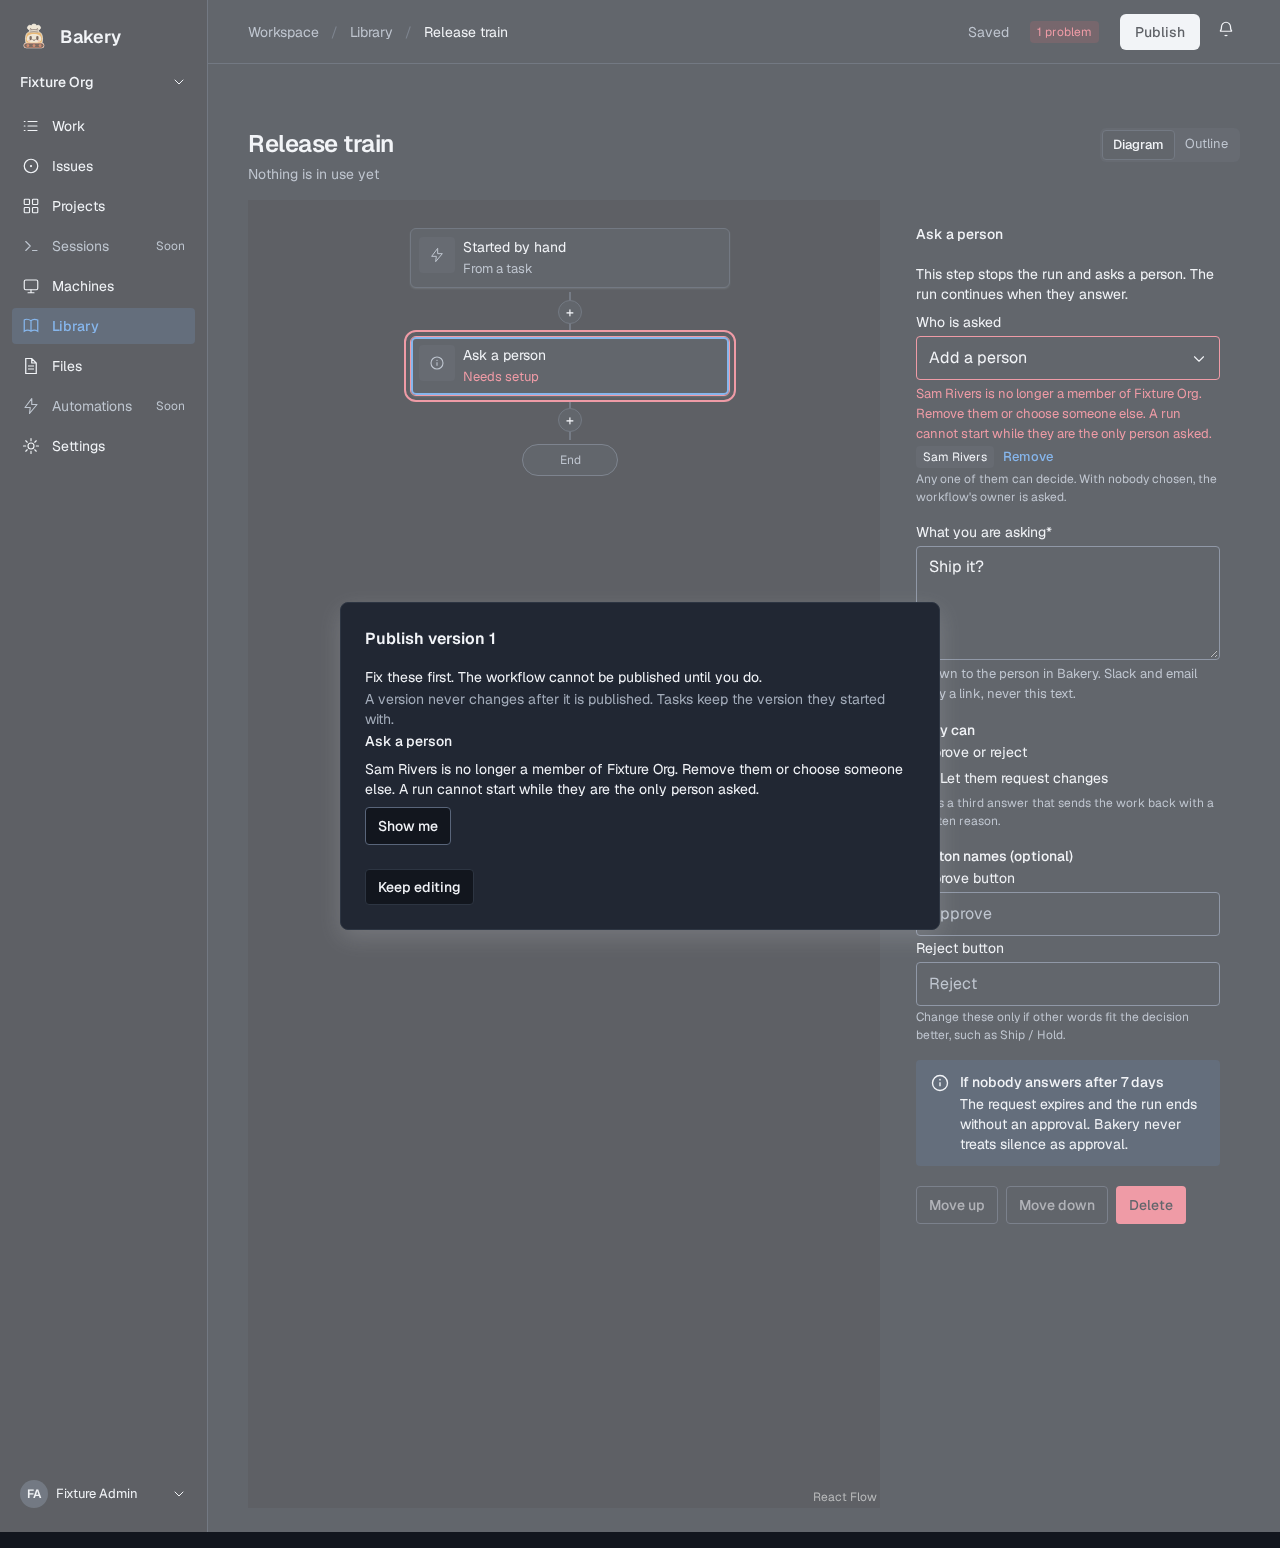 Bakery
Fixture Org
Work
Issues
Projects
Sessions Soon
Machines
Library
Files
Automations Soon
Settings
FA Fixture Admin
Workspace / Library / Release train
Saved
1 problem
Publish
Release train
Nothing is in use yet
Diagram
Outline
Started by hand
From a task
+
Ask a person
Needs setup
+
End
React Flow
Ask a person
This step stops the run and asks a person. The
run continues when they answer.
Who is asked
Add a person
Sam Rivers is no longer a member of Fixture Org.
Remove them or choose someone else. A run
cannot start while they are the only person asked.
Sam Rivers Remove
Any one of them can decide. With nobody chosen, the
workflow's owner is asked.
What you are asking*
Ship it?
to the person in Bakery. Slack and email
a link, never this text.
can
or reject
Let them request changes
a third answer that sends the work back with a
reason.
names (optional)
button
Reject button
Reject
Change these only if other words fit the decision
better, such as Ship / Hold.
If nobody answers after 7 days
The request expires and the run ends
without an approval. Bakery never
treats silence as approval.
Move up
Move down
Delete
Publish version 1
Fix these first. The workflow cannot be published until you do.
A version never changes after it is published. Tasks keep the version they started
with.
Ask a person
Sam Rivers is no longer a member of Fixture Org. Remove them or choose someone
else. A run cannot start while they are the only person asked.
Show me
Keep editing